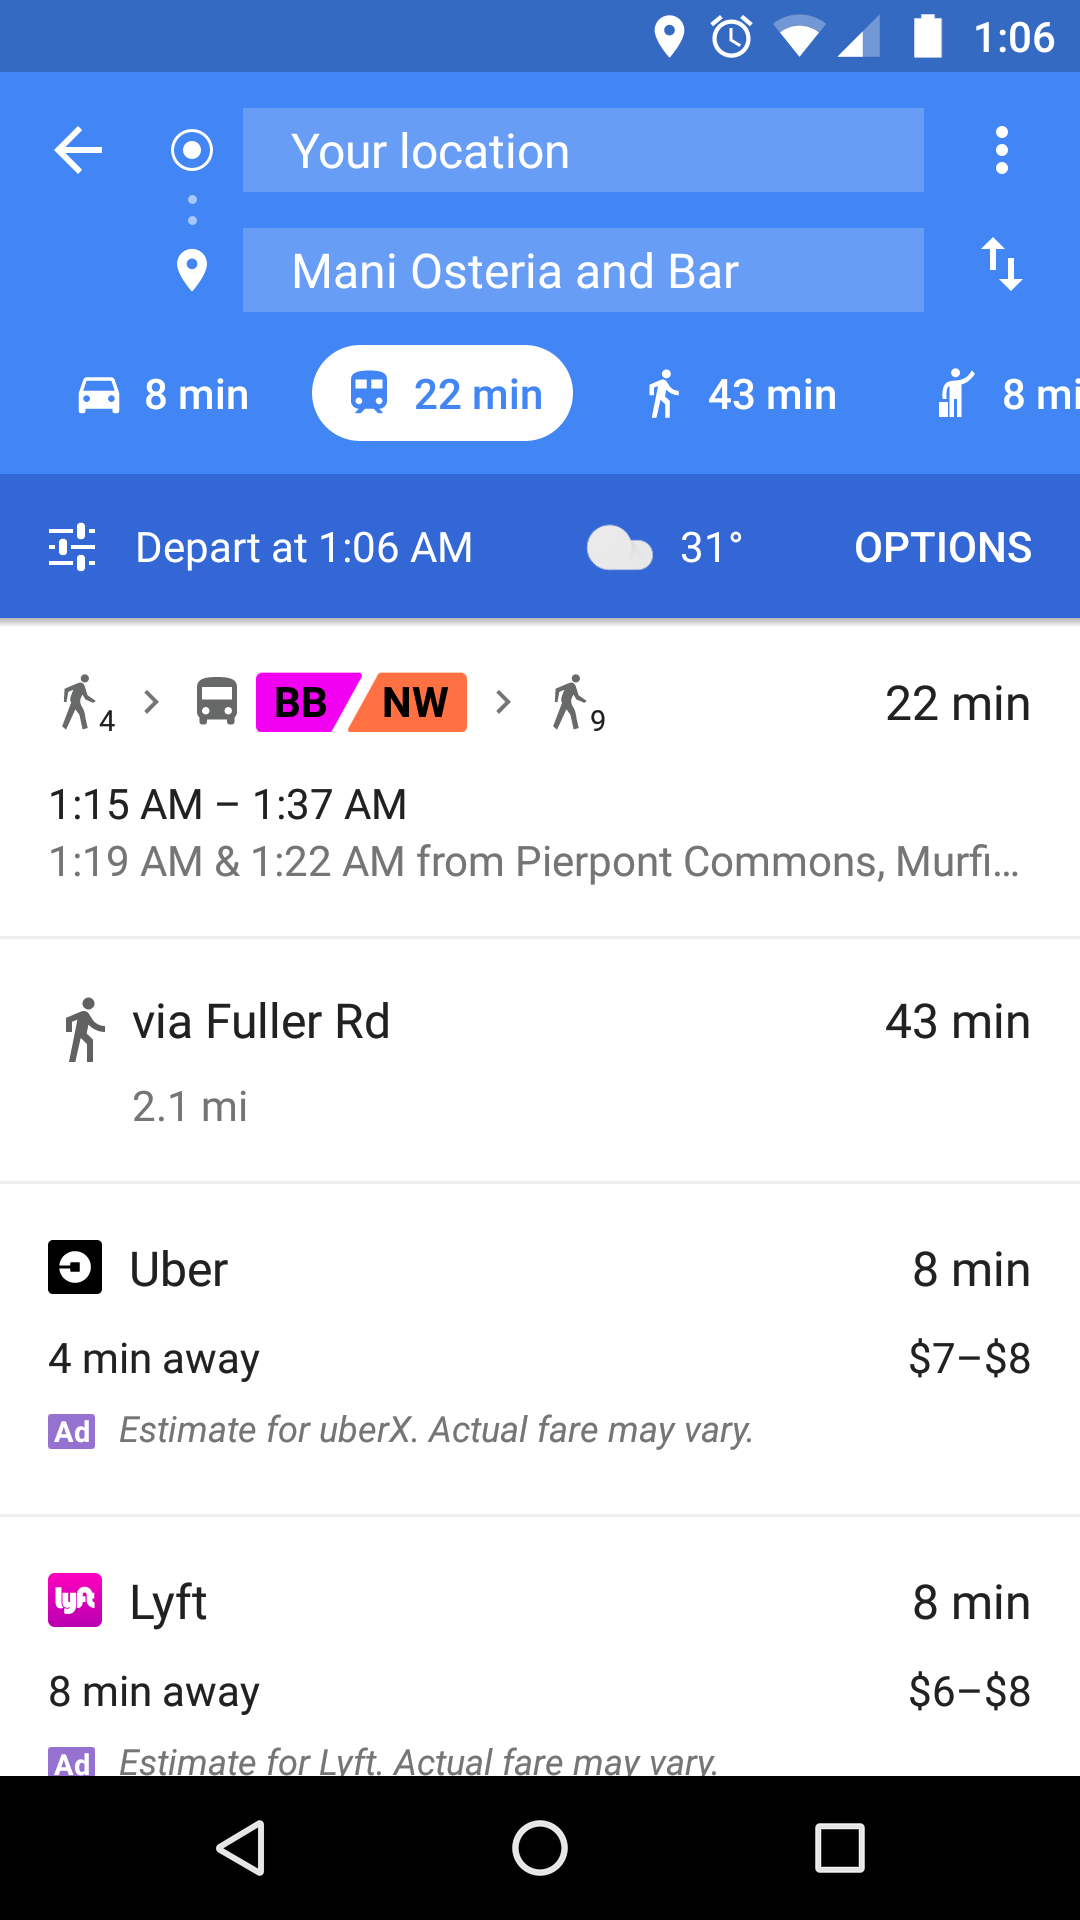 1:06
Your location
Mani Osteria and Bar
8 min 22 min 43 min 8 mi
Depart at 1:06 AM 31° OPTIONS
4 BB NW 9 22 min
1:15 AM – 1:37 AM
1:19 AM & 1:22 AM from Pierpont Commons, Murfi...
via Fuller Rd 43 min
2.1 mi
Uber 8 min
4 min away $7–$8
Ad Estimate for uberX. Actual fare may vary.
lyft Lyft 8 min
8 min away $6–$8
Ad Estimate for Lyft. Actual fare may vary.